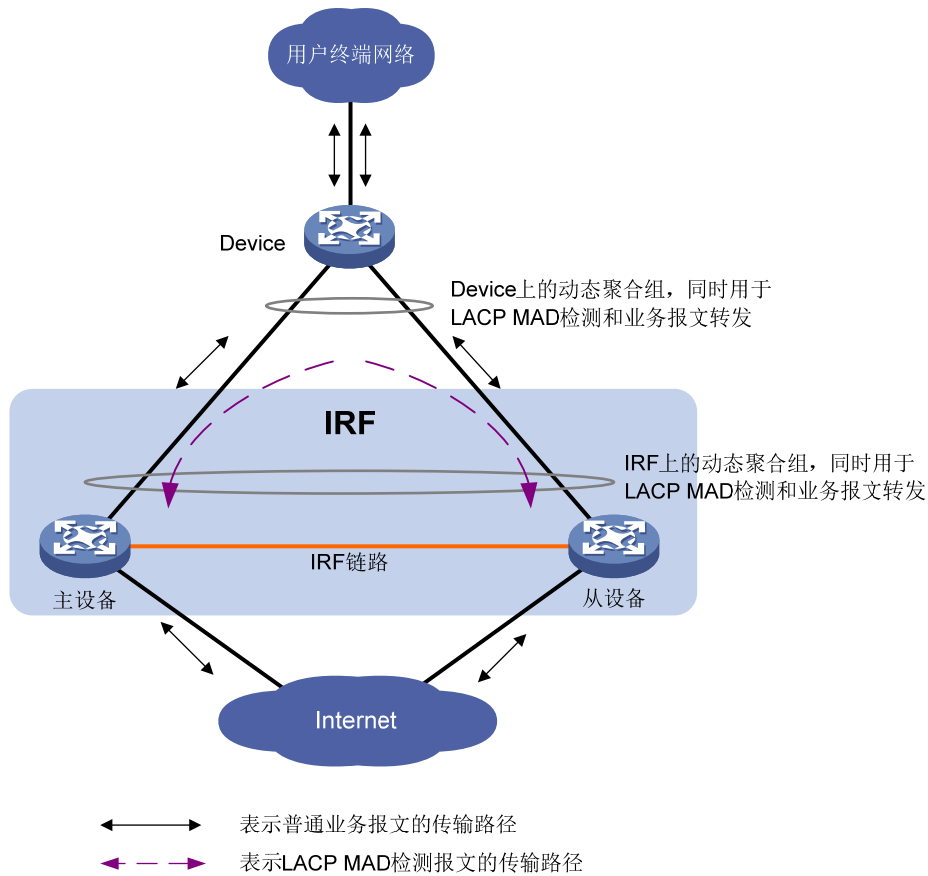 用户终端网络
Device
Device上的动态聚合组，同时用于
LACP MAD检测和业务报文转发
IRF
IRF上的动态聚合组，同时用于
LACP MAD检测和业务报文转发
IRF链路
主设备
从设备
Internet
表示普通业务报文的传输路径
表示LACP MAD检测报文的传输路径